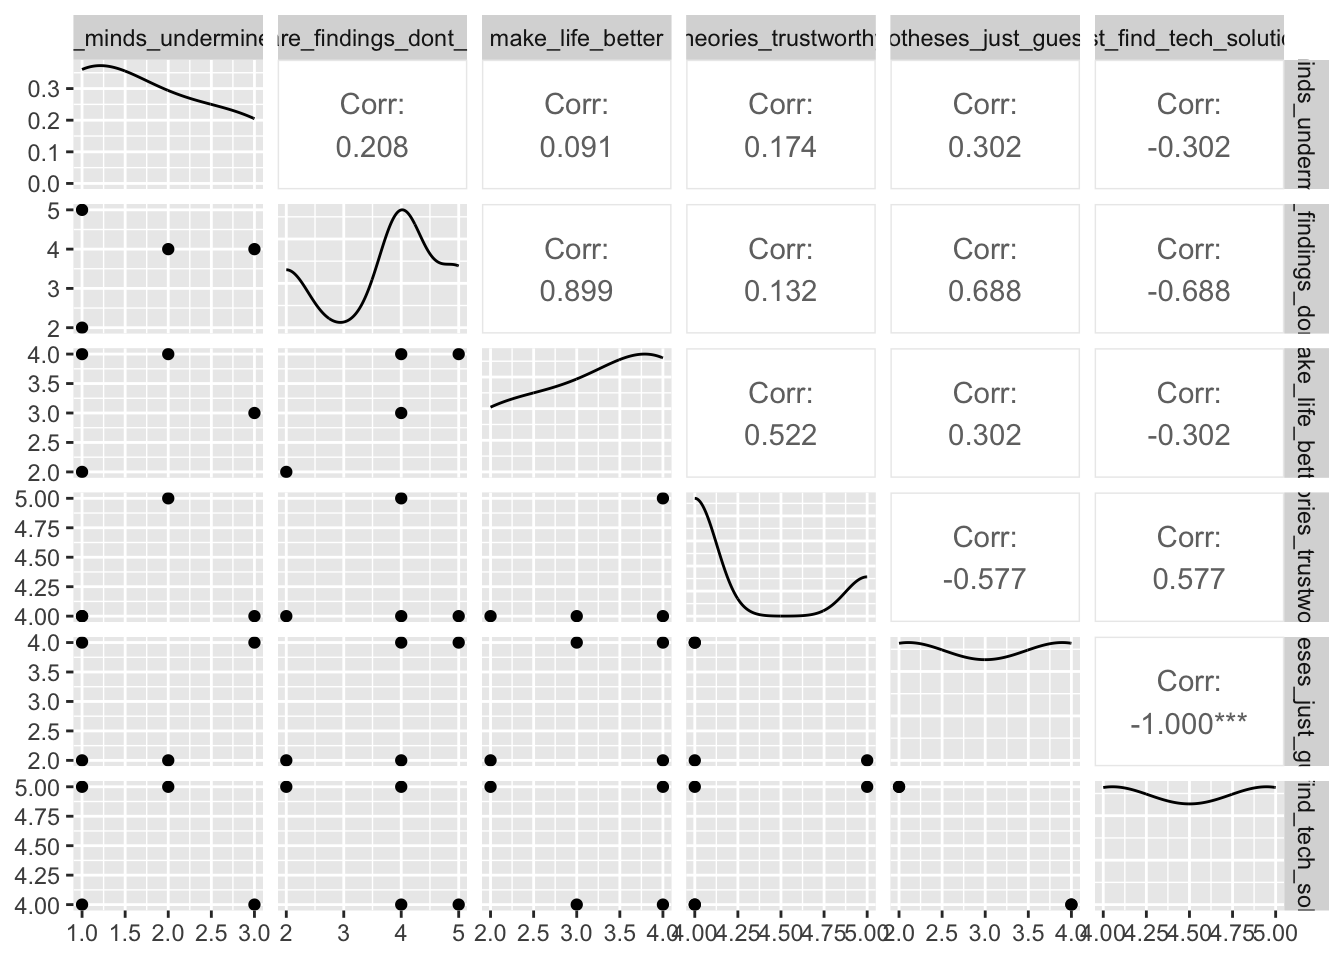 _minds_undermine are_findings_dont_ make_life_better heories_trustworth otheses_just_gues st_find_tech_solutio
0.3
0.2
0.1
0.0
Corr:
0.208
Corr:
0.091
Corr:
0.174
Corr:
0.302
Corr:
-0.302
inds_underm
5
4
3
2
Corr:
0.899
Corr:
0.132
Corr:
0.688
Corr:
-0.688
_findings_do
4.0
3.5
3.0
2.5
2.0
Corr:
0.522
Corr:
0.302
Corr:
-0.302
ake_life_bett
5.00
4.75
4.50
4.25
4.00
Corr:
-0.577
Corr:
0.577
ries_trustwo
4.0
3.5
3.0
2.5
2.0
Corr:
-1.000***
eses_just_gu
5.00
4.75
4.50
4.25
4.00
ind_tech_sol
1.0 1.5 2.0 2.5 3.0 2 3 4 5 2.0 2.5 3.0 3.5 4.0 4.00 4.25 4.50 4.75 5.00 2.0 2.5 3.0 3.5 4.0 4.00 4.25 4.50 4.75 5.00